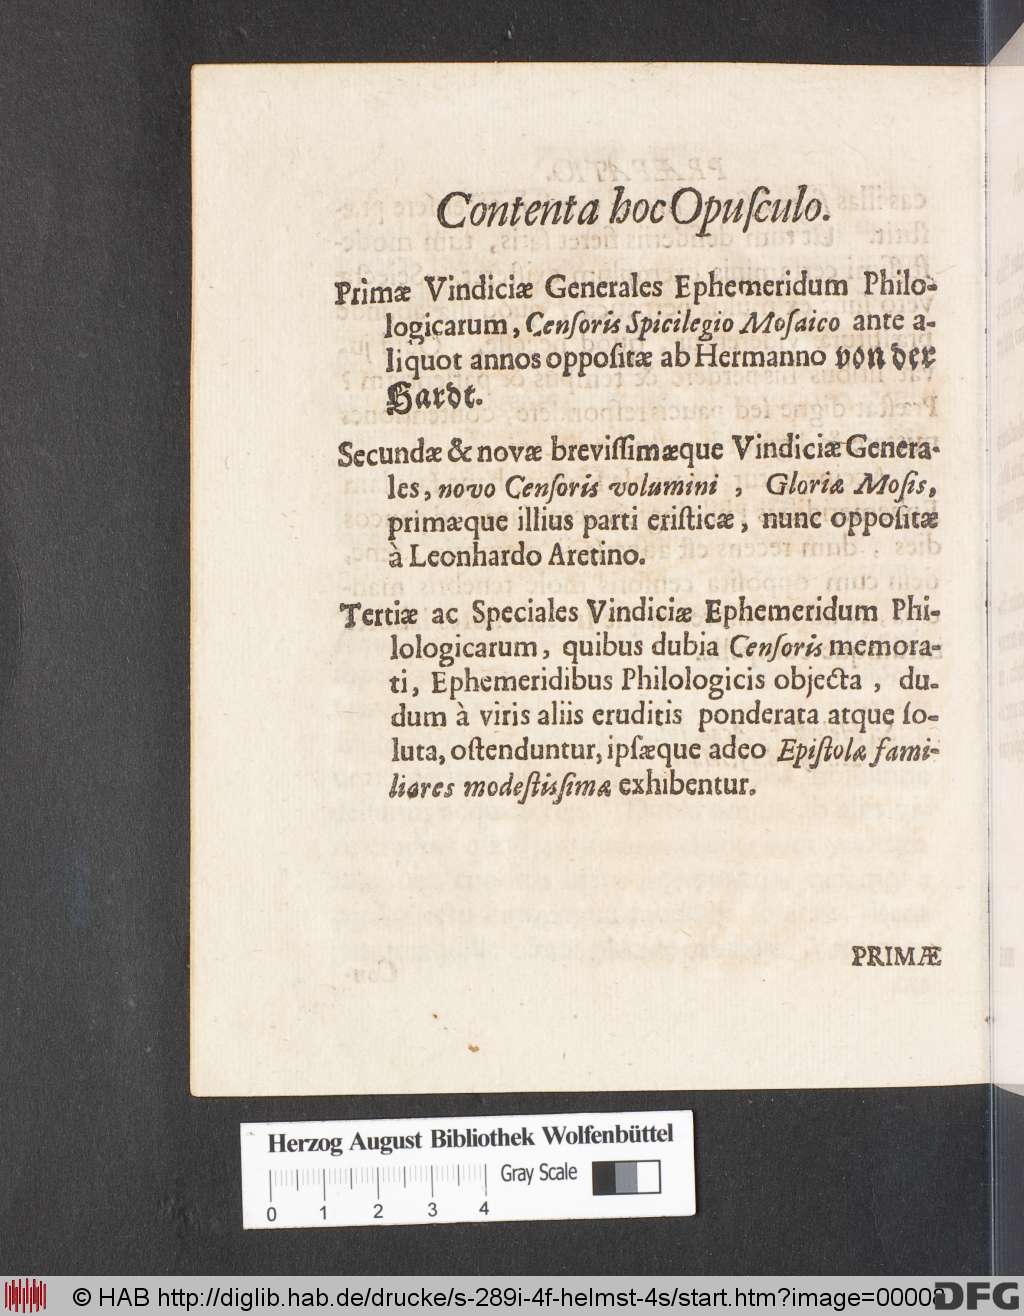 Contenta hoc Opuſculo.
Primæ Vindiciæ Generales Ephemeridum Philo-
logicarum, Cenſoris Spicilegio Moſaico ante a-
liquot annos oppoſitæ ab Hermanno von der
Hardt.
Secundæ & novæ breviſſimæque Vindiciæ Genera-
les, novo Cenſoris volumini , Gloriæ Moſis,
primæque illius parti eriſticæ, nunc oppoſitæ
à Leonhardo Aretino.
Tertiæ ac Speciales Vindiciæ Ephemeridum Phi-
lologicarum, quibus dubia Cenſoris memora-
ti, Ephemeridibus Philologicis objecta , du-
dum à viris aliis eruditis ponderata atque ſo-
luta, oſtenduntur, ipſæque adeo Epiſtolæ fami-
liares modeſtiſſimæ exhibentur.
PRIMÆ
Herzog August Bibliothek Wolfenbüttel
Gray Scale
0 1 2 3 4
© HAB http://diglib.hab.de/drucke/s-289i-4f-helmst-4s/start.htm?image=00008
DFG